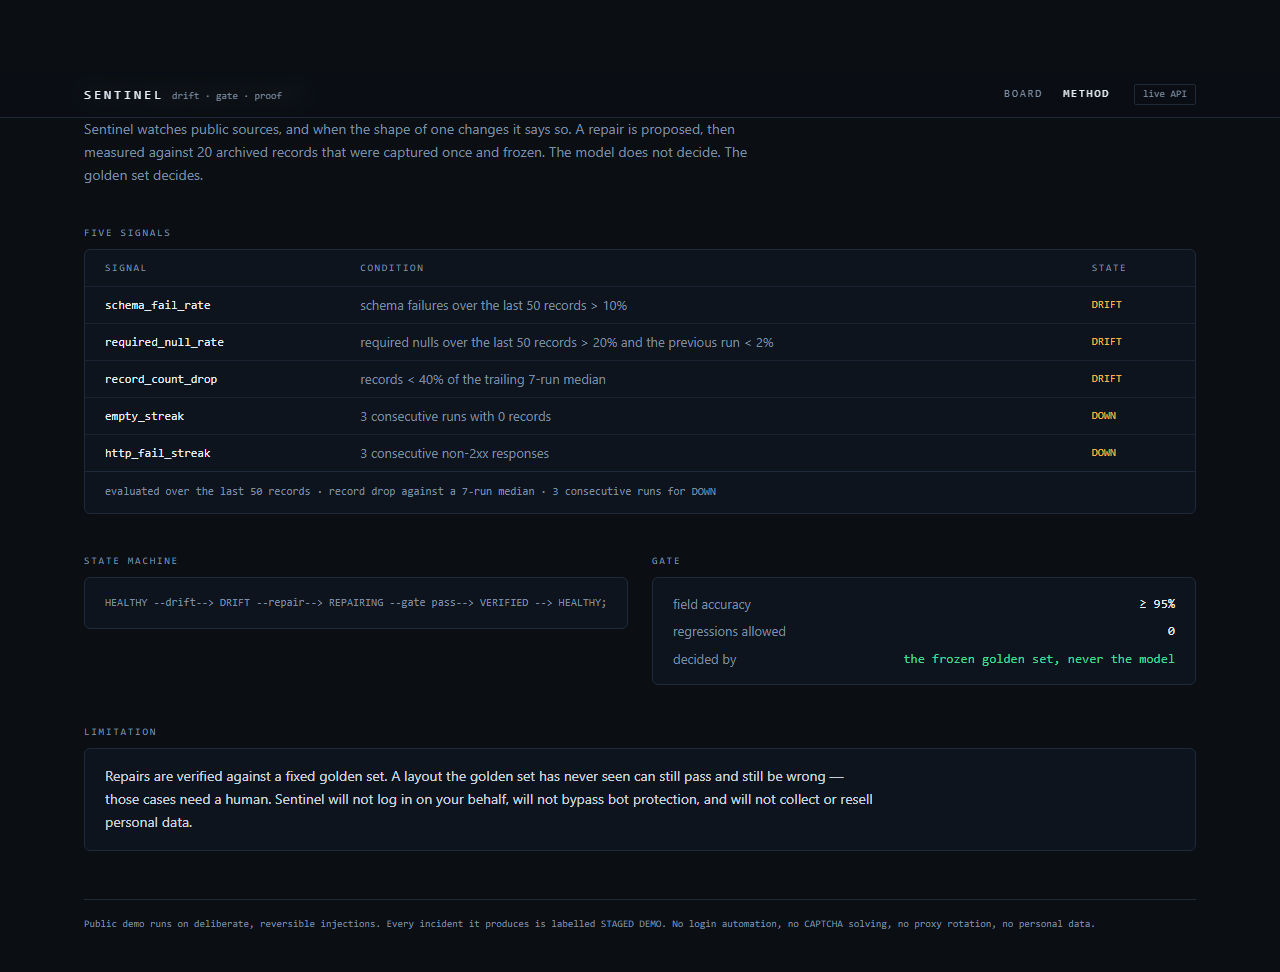 SENTINEL drift · gate · proof
BOARD METHOD live API
Sentinel watches public sources, and when the shape of one changes it says so. A repair is proposed, then
measured against 20 archived records that were captured once and frozen. The model does not decide. The
golden set decides.
FIVE SIGNALS
SIGNAL CONDITION STATE
schema_fail_rate schema failures over the last 50 records > 10% DRIFT
required_null_rate required nulls over the last 50 records > 20% and the previous run < 2% DRIFT
record_count_drop records < 40% of the trailing 7-run median DRIFT
empty_streak 3 consecutive runs with 0 records DOWN
http_fail_streak 3 consecutive non-2xx responses DOWN
evaluated over the last 50 records · record drop against a 7-run median · 3 consecutive runs for DOWN
STATE MACHINE
HEALTHY --drift--> DRIFT --repair--> REPAIRING --gate pass--> VERIFIED --> HEALTHY;
GATE
field accuracy ≥ 95%
regressions allowed 0
decided by the frozen golden set, never the model
LIMITATION
Repairs are verified against a fixed golden set. A layout the golden set has never seen can still pass and still be wrong —
those cases need a human. Sentinel will not log in on your behalf, will not bypass bot protection, and will not collect or resell
personal data.
Public demo runs on deliberate, reversible injections. Every incident it produces is labelled STAGED DEMO. No login automation, no CAPTCHA solving, no proxy rotation, no personal data.